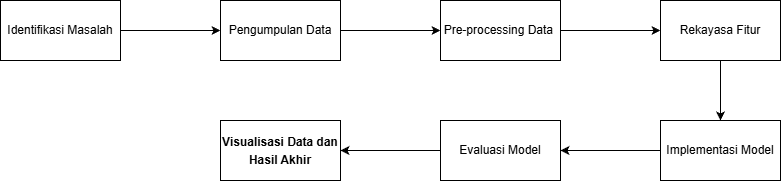 Identifikasi Masalah
Pengumpulan Data
Pre-processing Data
Rekayasa Fitur
Implementasi Model
Evaluasi Model
Visualisasi Data dan
Hasil Akhir